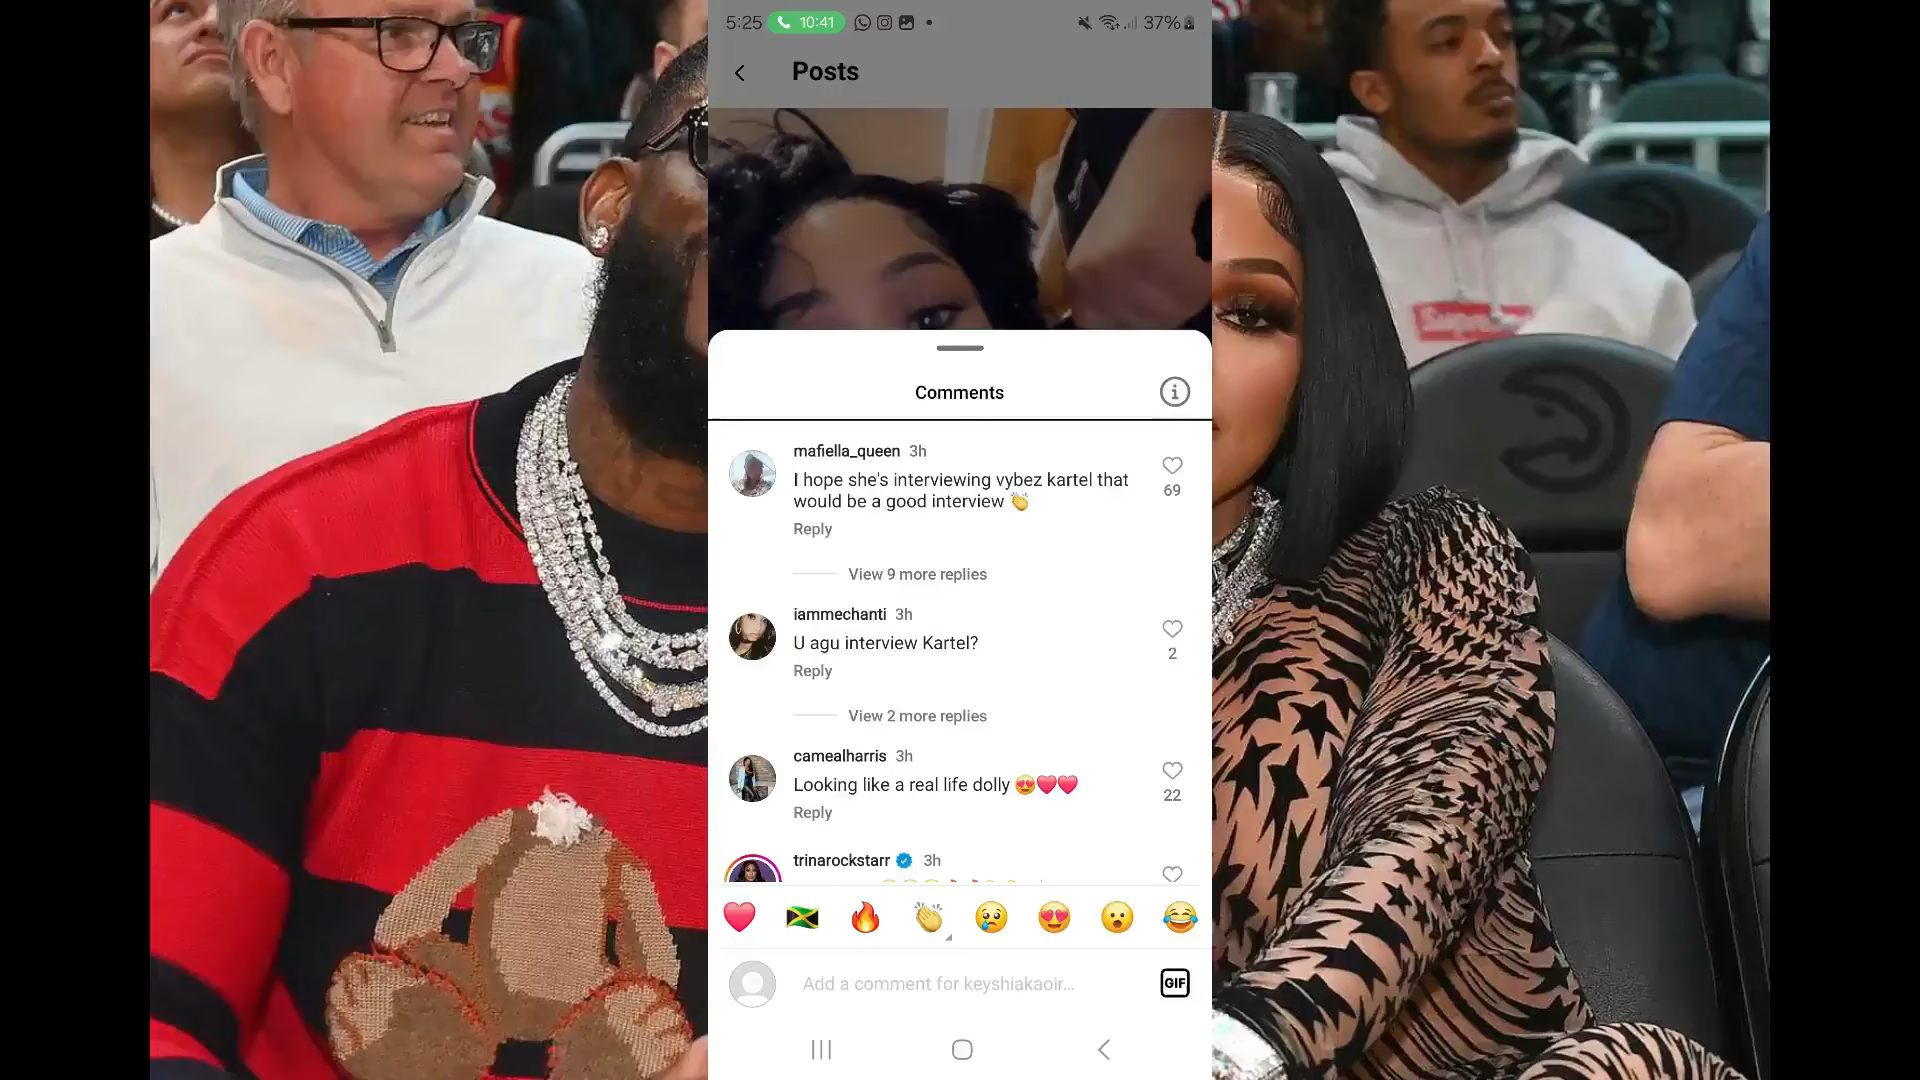 5:25 10:41 37%
Posts
Comments
mafiella_queen 3h
I hope she's interviewing vybez kartel that
would be a good interview 👏
69
Reply
View 9 more replies
iammechanti 3h
U agu interview Kartel?
2
Reply
View 2 more replies
camealharris 3h
Looking like a real life dolly 😍❤️❤️
22
Reply
trinarockstarr 3h
Add a comment for keyshiakaoir...
GIF
Supreme